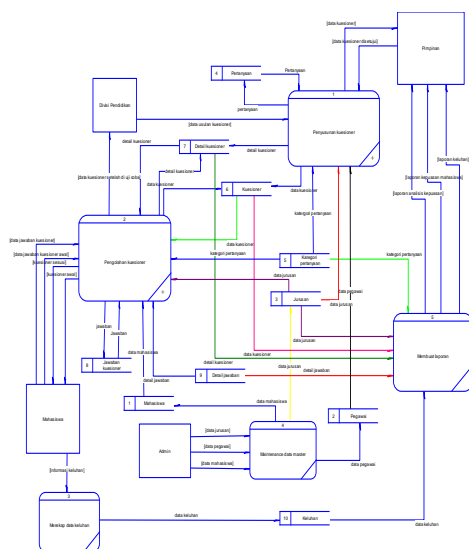 [data kuesioner]
Pimpinan
[data kuesioner disetujui]
4 Pertanyaan
Pertanyaan
pertanyaan
1
Penyusunan kuesioner
+
Divisi Pendidikan
[data usulan kuesioner]
detail kuesioner
7 Detail kuesioner
detail kuesioner
[laporan keluhan]
[laporan kepuasan mahasiswa]
[laporan analisis kepuasan]
detail kuesioner
data kuesioner
6 Kuesioner
data kuesioner
kategori pertanyaan
2
Pengolahan kuesioner
+
[data jawaban kuesioner]
[data jawaban kuesioner awal]
[kuesioner sesuai]
[kuesioner awal]
data kuesioner
kategori pertanyaan
5 Kategori pertanyaan
kategori pertanyaan
data jurusan
3 Jurusan
data pegawai
data jurusan
5
Membuat laporan
jawaban
Jawaban
data mahasiswa
data jurusan
data kuesioner
8 Jawaban kuesioner
detail kuesioner
data jurusan
9 Detail jawaban
detail jawaban
detail jawaban
Mahasiswa
1 Mahasiswa
data mahasiswa
2 Pegawai
Admin
[data jurusan]
[data pegawai]
[data mahasiswa]
4
Maintenance data master
data pegawai
[informasi keluhan]
3
Merekap data keluhan
data keluhan
10 Keluhan
data keluhan